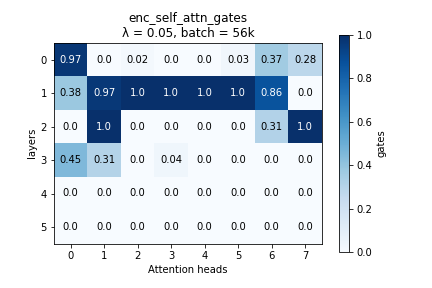 enc_self_attn_gates
λ = 0.05, batch = 56k
0 0.97 0.0 0.02 0.0 0.0 0.03 0.37 0.28
1 0.38 0.97 1.0 1.0 1.0 1.0 0.86 0.0
2 0.0 1.0 0.0 0.0 0.0 0.0 0.31 1.0
3 0.45 0.31 0.0 0.04 0.0 0.0 0.0 0.0
4 0.0 0.0 0.0 0.0 0.0 0.0 0.0 0.0
5 0.0 0.0 0.0 0.0 0.0 0.0 0.0 0.0
0 1 2 3 4 5 6 7
Attention heads
layers
1.0
0.8
0.6
0.4
0.2
0.0
gates